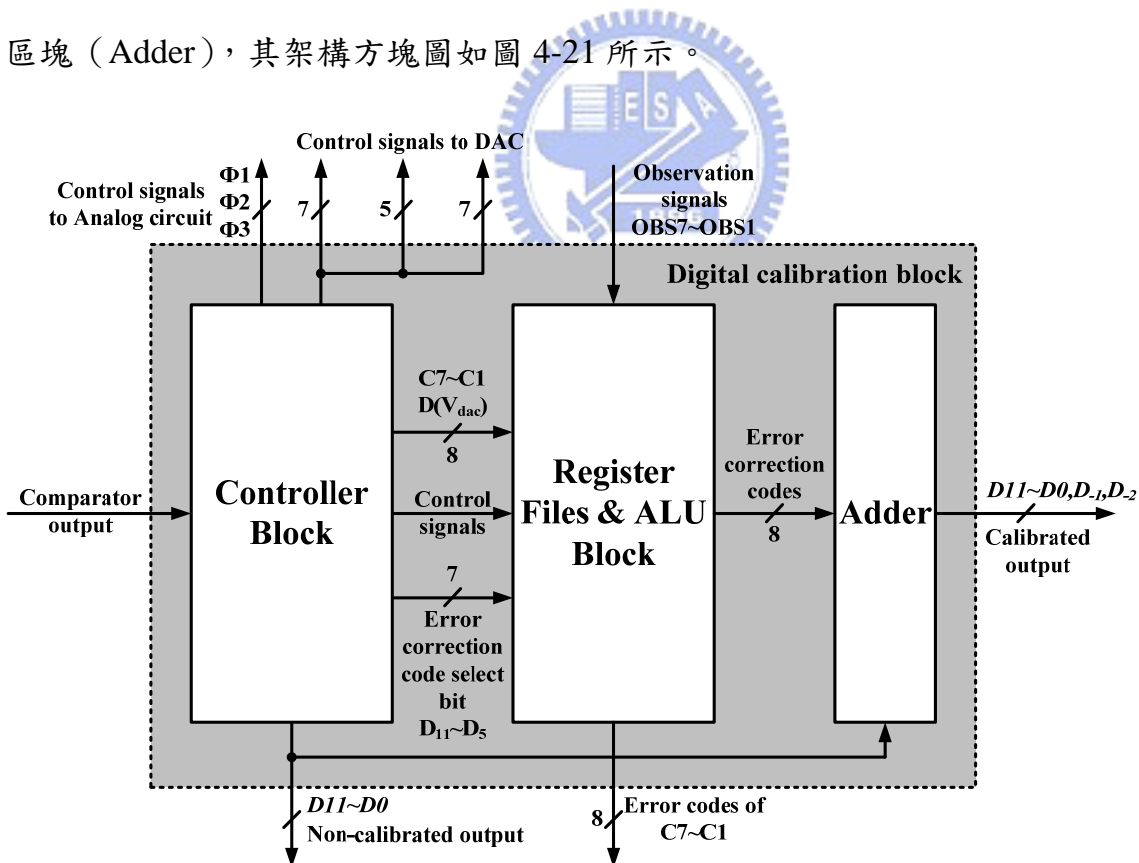 區塊（Adder），其架構方塊圖如圖 4-21 所示。
ESA
1896
Control signals to DAC
Control signals
to Analog circuit
Φ1
Φ2
Φ3
7
5
7
Observation
signals
OBS7~OBS1
Digital calibration block
Comparator
output
Controller
Block
C7~C1
D(Vdac)
8
Control
signals
7
Error
correction
code select
bit
D11~D5
Register
Files & ALU
Block
Error
correction
codes
8
Adder
D11~D0,D-1,D-2
Calibrated
output
D11~D0
Non-calibrated output
8
Error codes of
C7~C1